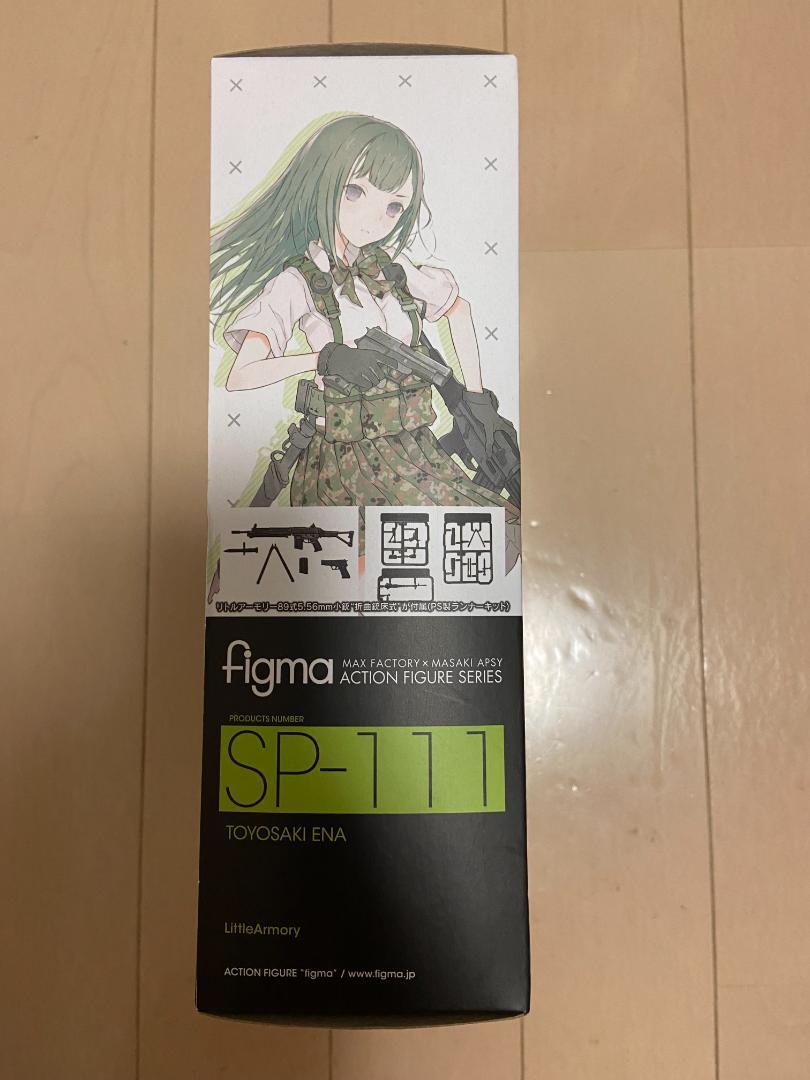 リトルアーモリー89式5.56mm小銃"折曲銃床式"が付属(PS製ランナーキット)
figma
MAX FACTORY × MASAKI APSY
ACTION FIGURE SERIES
PRODUCTS NUMBER
SP-111
TOYOSAKI ENA
LittleArmory
ACTION FIGURE "figma" / www.figma.jp